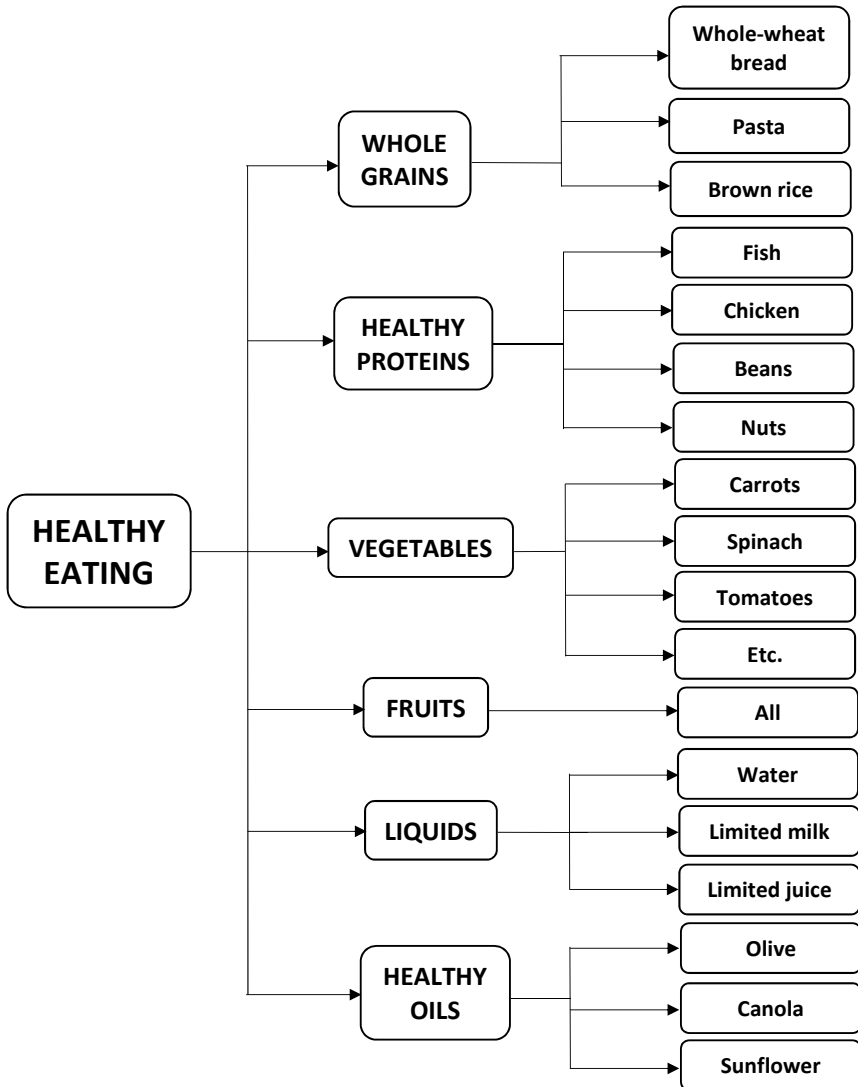 HEALTHY
EATING
WHOLE
GRAINS
Whole-wheat
bread
Pasta
Brown rice
HEALTHY
PROTEINS
Fish
Chicken
Beans
Nuts
VEGETABLES
Carrots
Spinach
Tomatoes
Etc.
FRUITS
All
LIQUIDS
Water
Limited milk
Limited juice
HEALTHY
OILS
Olive
Canola
Sunflower